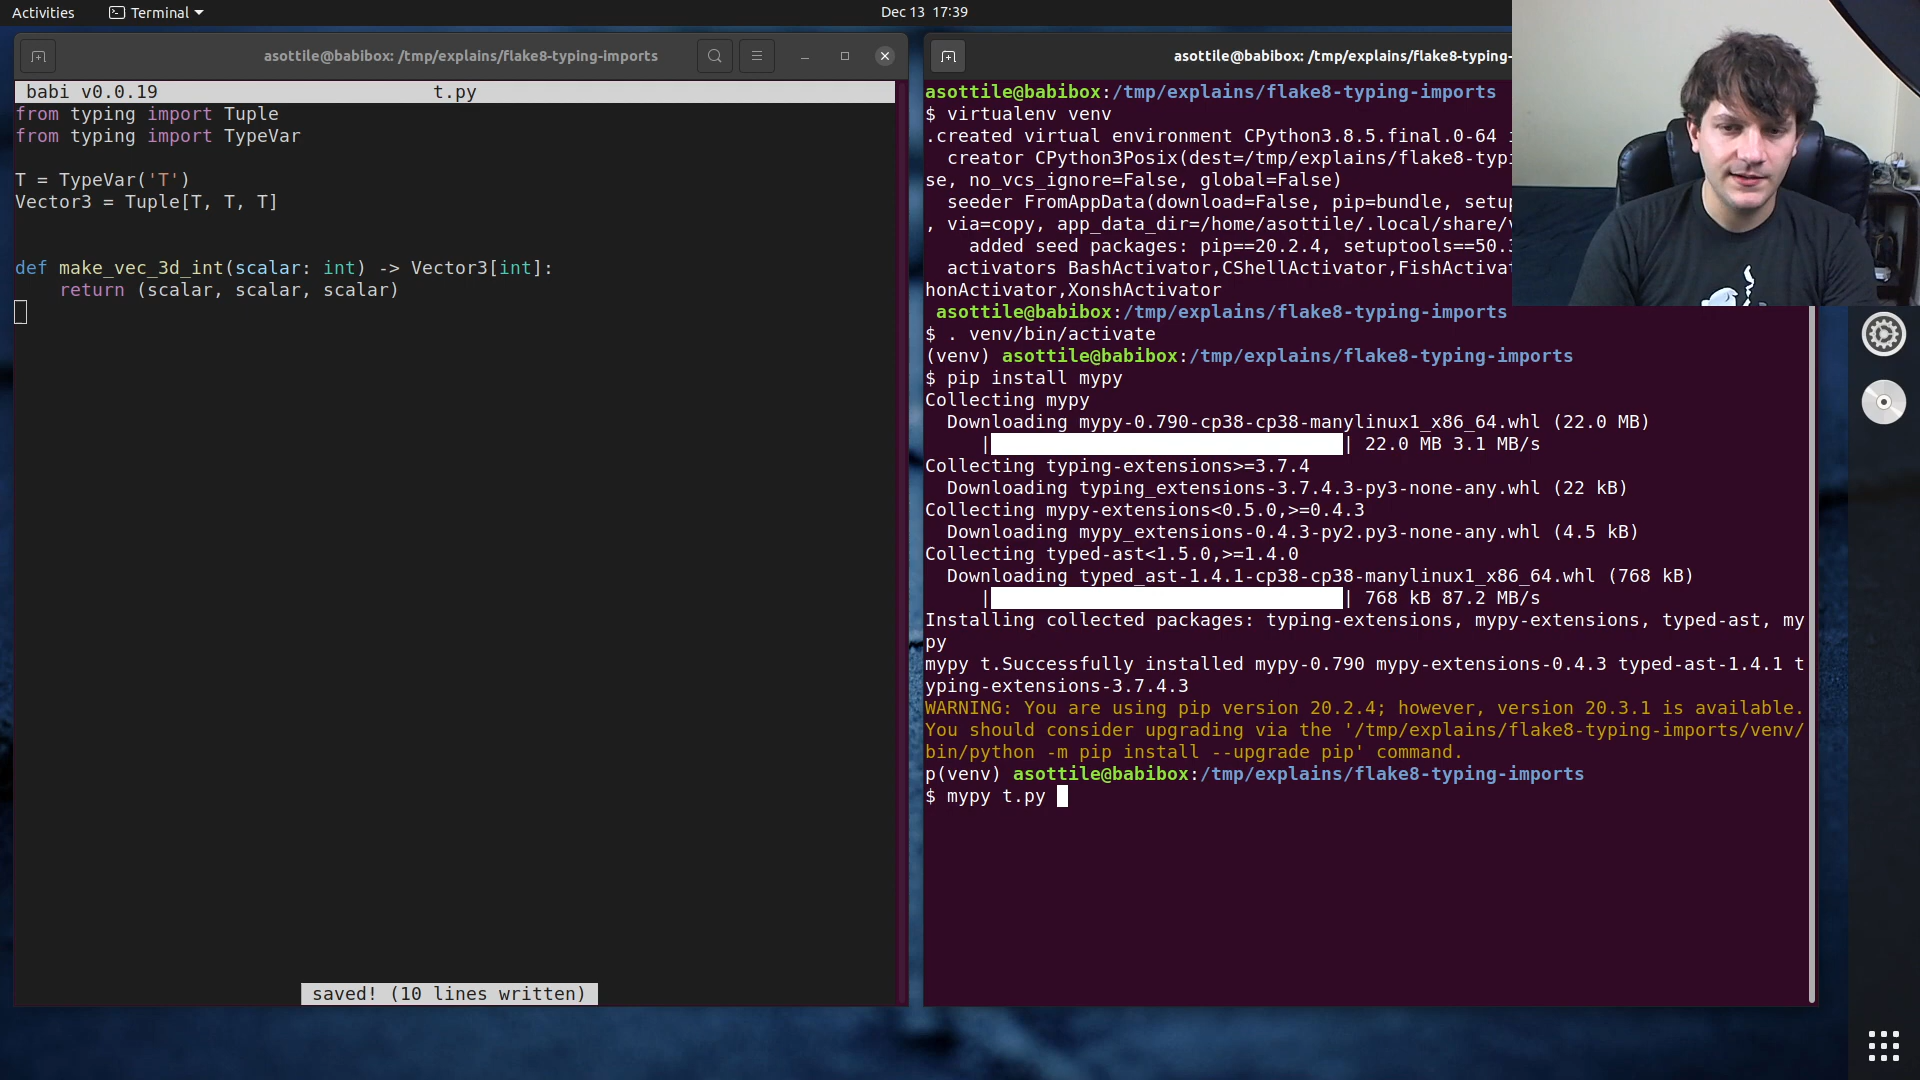 Activities
Terminal
Dec 13 17:39
asottile@babibox: /tmp/explains/flake8-typing-imports
babi v0.0.19 t.py
from typing import Tuple
from typing import TypeVar
T = TypeVar('T')
Vector3 = Tuple[T, T, T]
def make_vec_3d_int(scalar: int) -> Vector3[int]:
return (scalar, scalar, scalar)
saved! (10 lines written)
asottile@babibox: /tmp/explains/flake8-typing-
asottile@babibox:/tmp/explains/flake8-typing-imports
$ virtualenv venv
.created virtual environment CPython3.8.5.final.0-64
creator CPython3Posix(dest=/tmp/explains/flake8-typi
se, no_vcs_ignore=False, global=False)
seeder FromAppData(download=False, pip=bundle, setup
, via=copy, app_data_dir=/home/asottile/.local/share/v
added seed packages: pip==20.2.4, setuptools==50.3
activators BashActivator,CShellActivator,FishActivat
honActivator,XonshActivator
asottile@babibox:/tmp/explains/flake8-typing-imports
$ . venv/bin/activate
(venv) asottile@babibox:/tmp/explains/flake8-typing-imports
$ pip install mypy
Collecting mypy
Downloading mypy-0.790-cp38-cp38-manylinux1_x86_64.whl (22.0 MB)
| | 22.0 MB 3.1 MB/s
Collecting typing-extensions>=3.7.4
Downloading typing_extensions-3.7.4.3-py3-none-any.whl (22 kB)
Collecting mypy-extensions<0.5.0,>=0.4.3
Downloading mypy_extensions-0.4.3-py2.py3-none-any.whl (4.5 kB)
Collecting typed-ast<1.5.0,>=1.4.0
Downloading typed_ast-1.4.1-cp38-cp38-manylinux1_x86_64.whl (768 kB)
| | 768 kB 87.2 MB/s
Installing collected packages: typing-extensions, mypy-extensions, typed-ast, my
py
mypy t.Successfully installed mypy-0.790 mypy-extensions-0.4.3 typed-ast-1.4.1 t
yping-extensions-3.7.4.3
WARNING: You are using pip version 20.2.4; however, version 20.3.1 is available.
You should consider upgrading via the '/tmp/explains/flake8-typing-imports/venv/
bin/python -m pip install --upgrade pip' command.
p(venv) asottile@babibox:/tmp/explains/flake8-typing-imports
$ mypy t.py